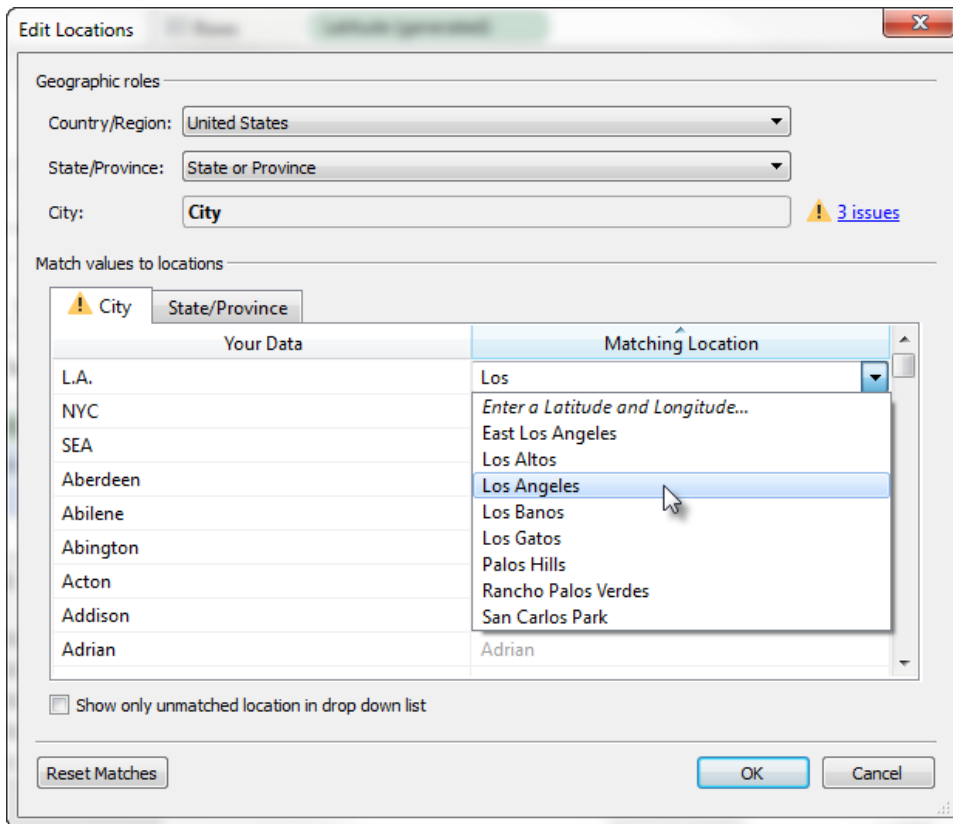 Edit Locations
Geographic roles
Country/Region: United States
State/Province: State or Province
City: City 3 issues
Match values to locations
City State/Province
Your Data Matching Location
L.A. Los
NYC Enter a Latitude and Longitude...
East Los Angeles
SEA
Los Altos
Aberdeen Los Angeles
Abilene Los Banos
Los Gatos
Abington
Palos Hills
Acton Rancho Palos Verdes
Addison San Carlos Park
Adrian Adrian
Show only unmatched location in drop down list
Reset Matches OK Cancel